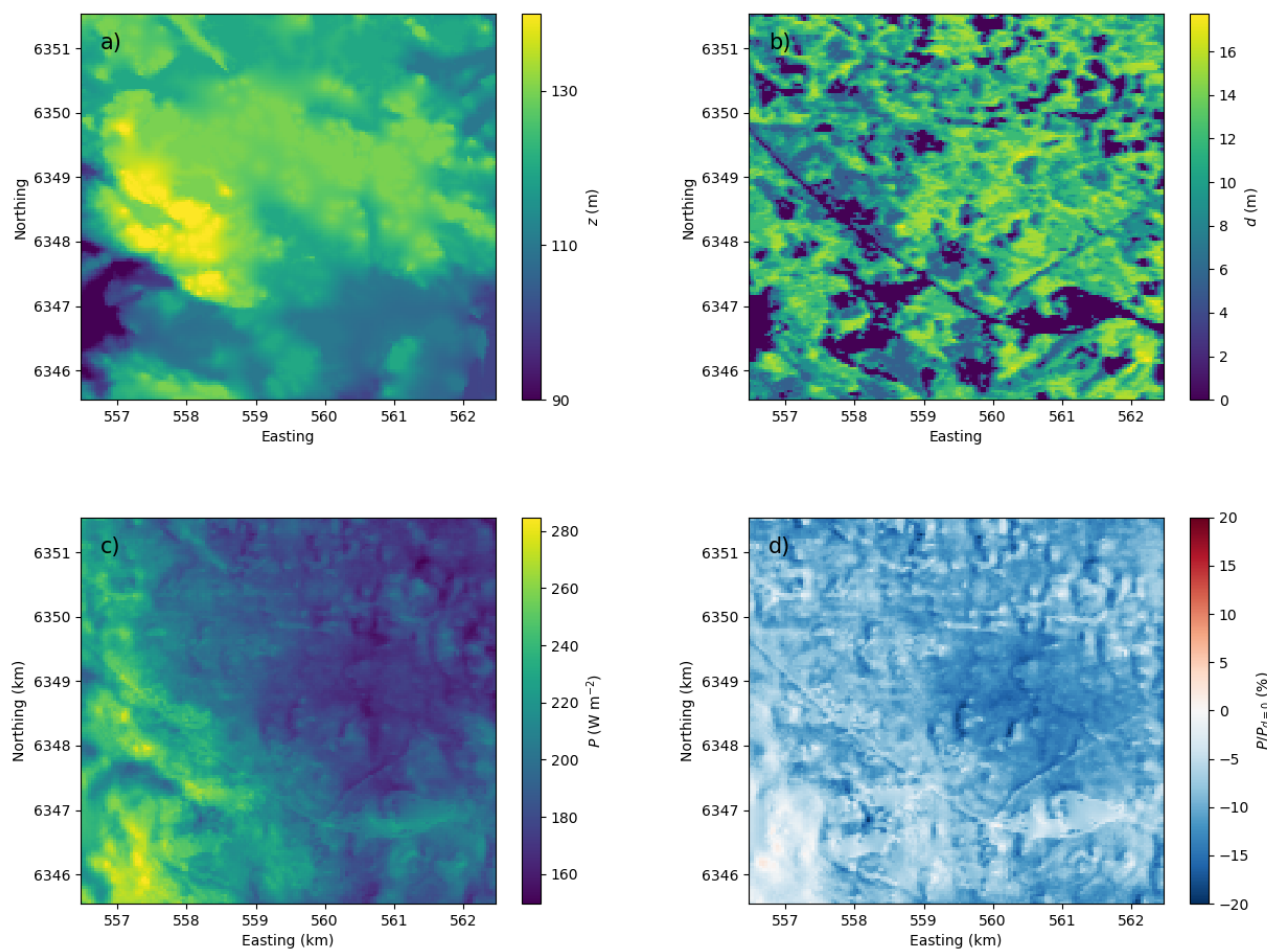 a)
6351
6350
6349
6348
6347
6346
557 558 559 560 561 562
Easting
Northing
130
110
90
z (m)
b)
6351
6350
6349
6348
6347
6346
557 558 559 560 561 562
Easting
Northing
16
14
12
10
8
6
4
2
0
d (m)
c)
6351
6350
6349
6348
6347
6346
557 558 559 560 561 562
Easting (km)
Northing (km)
280
260
240
220
200
180
160
P (W m⁻²)
d)
6351
6350
6349
6348
6347
6346
557 558 559 560 561 562
Easting (km)
Northing (km)
20
15
10
5
0
−5
−10
−15
−20
P/P_{d=0} (%)